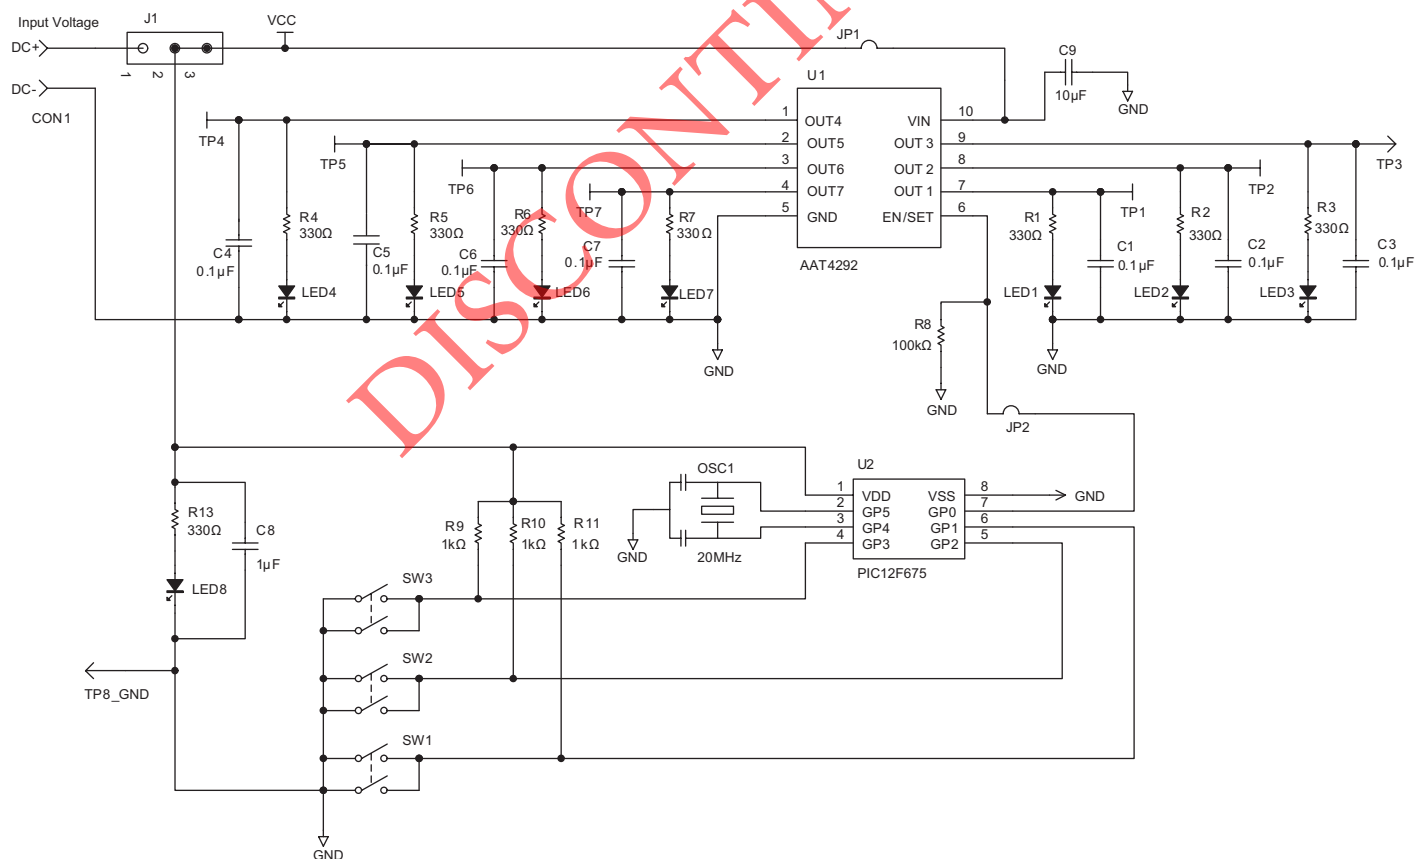 Input Voltage
J1
VCC
DC+
1
2
3
DC-
CON1
JP1
C9
10µF
GND
U1
1
OUT4
VIN
10
2
OUT5
OUT 3
9
3
OUT6
OUT 2
8
4
OUT7
OUT 1
7
5
GND
EN/SET
6
AAT4292
TP4
TP5
TP6
TP7
TP1
TP2
TP3
R4
330Ω
R5
330Ω
R6
330Ω
R7
330Ω
R1
330Ω
R2
330Ω
R3
330Ω
C4
0.1µF
C5
0.1µF
C6
0.1µF
C7
0.1µF
C1
0.1µF
C2
0.1µF
C3
0.1µF
LED4
LED5
LED6
LED7
LED1
LED2
LED3
GND
R8
100kΩ
GND
GND
JP2
DISCONTI
R13
330Ω
C8
1µF
LED8
TP8_GND
R9
1kΩ
R10
1kΩ
R11
1kΩ
OSC1
20MHz
GND
U2
1
VDD
VSS
8
GND
2
GP5
GP0
7
3
GP4
GP1
6
4
GP3
GP2
5
PIC12F675
SW3
SW2
SW1
GND